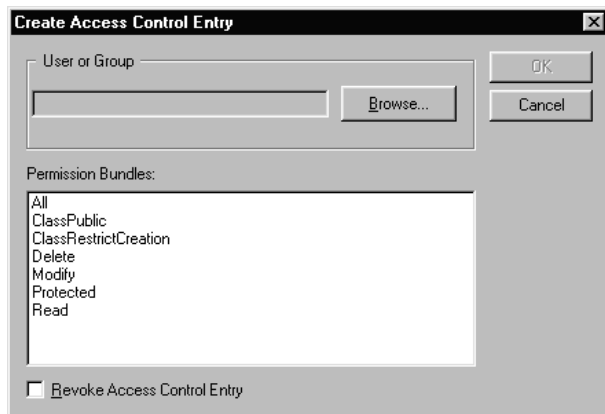 Create Access Control Entry
User or Group
OK
Browse...
Cancel
Permission Bundles:
All
ClassPublic
ClassRestrictCreation
Delete
Modify
Protected
Read
Revoke Access Control Entry